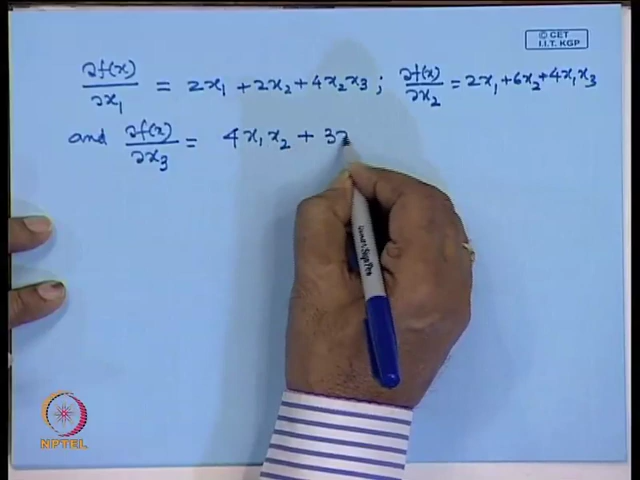 © CET
I.I.T. KGP
∂f(x)/∂x₁ = 2x₁ + 2x₂ + 4x₂x₃ ; ∂f(x)/∂x₂ = 2x₁ + 6x₂ + 4x₁x₃
and ∂f(x)/∂x₃ = 4x₁x₂ + 3
NPTEL